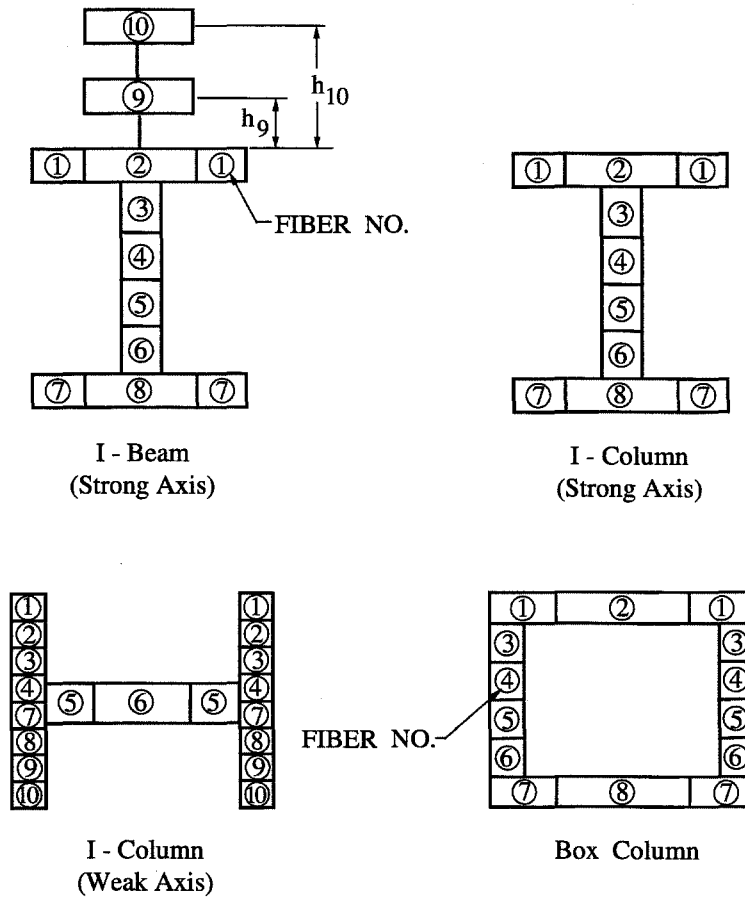 ⑩
h₁₀
⑨
h₉
① ② ①
③
FIBER NO.
④
⑤
⑥
⑦ ⑧ ⑦
I - Beam
(Strong Axis)
① ② ①
③
④
⑤
⑥
⑦ ⑧ ⑦
I - Column
(Strong Axis)
① ①
② ②
③ ③
④ ④
⑤ ⑥ ⑤
⑦ ⑦
⑧ ⑧
⑨ ⑨
⑩ ⑩
I - Column
(Weak Axis)
① ② ①
③ ③
④ ④
⑤ ⑤
FIBER NO.
⑥ ⑥
⑦ ⑧ ⑦
Box Column